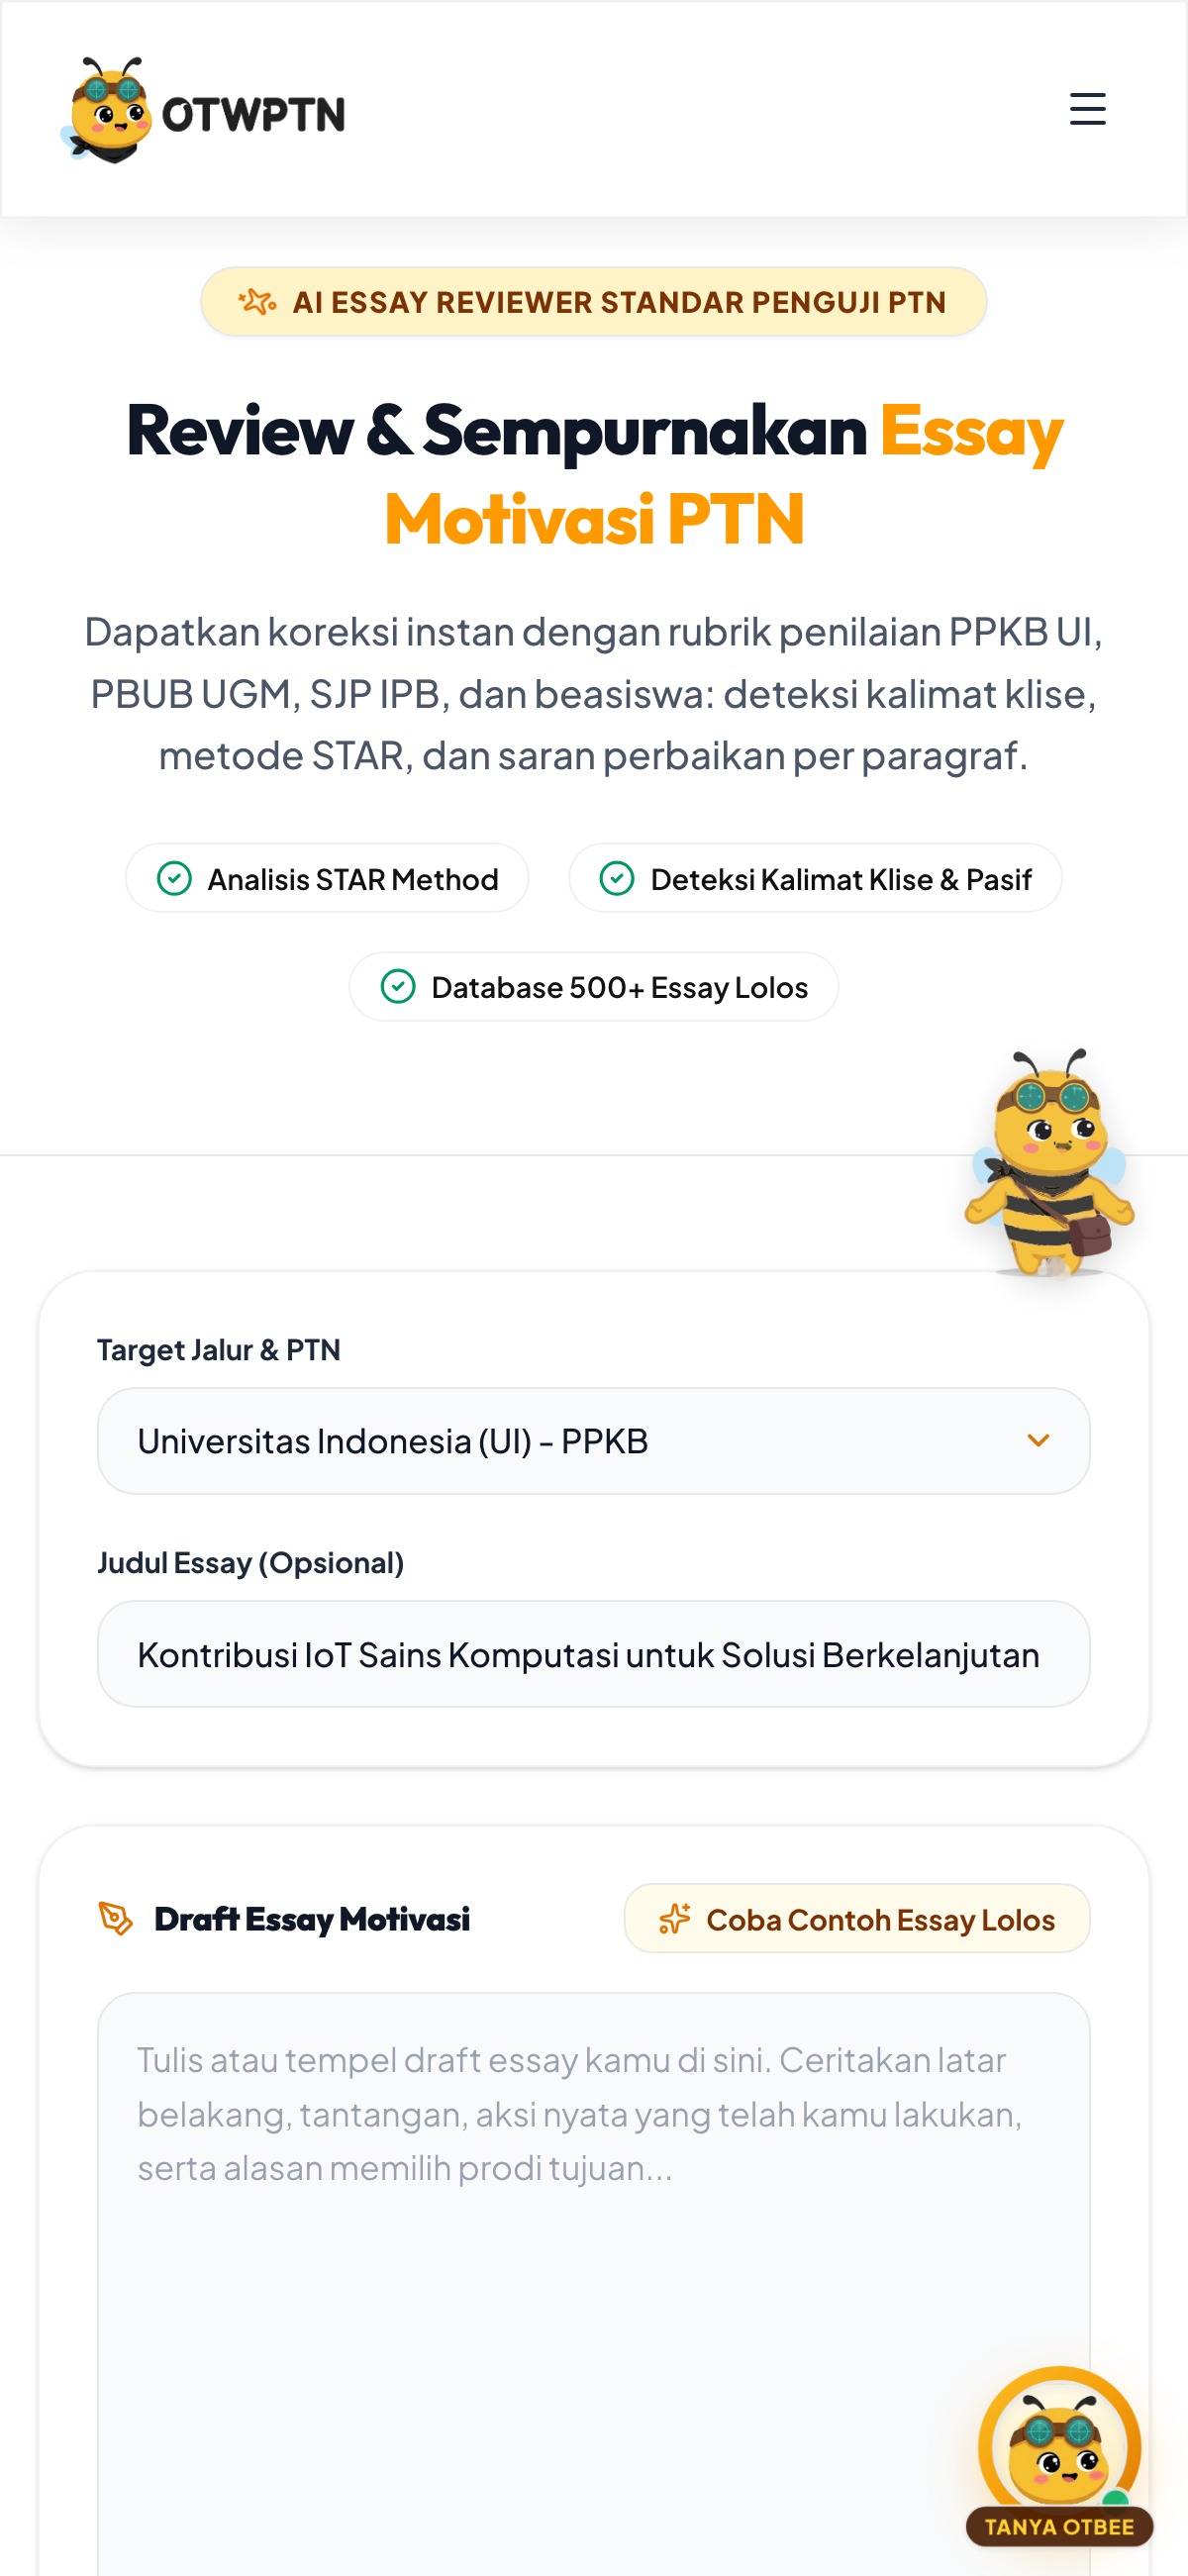 OTWPTN
AI ESSAY REVIEWER STANDAR PENGUJI PTN
Review & Sempurnakan Essay
Motivasi PTN
Dapatkan koreksi instan dengan rubrik penilaian PPKB UI,
PBUB UGM, SJP IPB, dan beasiswa: deteksi kalimat klise,
metode STAR, dan saran perbaikan per paragraf.
Analisis STAR Method
Deteksi Kalimat Klise & Pasif
Database 500+ Essay Lolos
Target Jalur & PTN
Universitas Indonesia (UI) - PPKB
Judul Essay (Opsional)
Kontribusi IoT Sains Komputasi untuk Solusi Berkelanjutan
Draft Essay Motivasi
Coba Contoh Essay Lolos
Tulis atau tempel draft essay kamu di sini. Ceritakan latar
belakang, tantangan, aksi nyata yang telah kamu lakukan,
serta alasan memilih prodi tujuan...
TANYA OTBEE